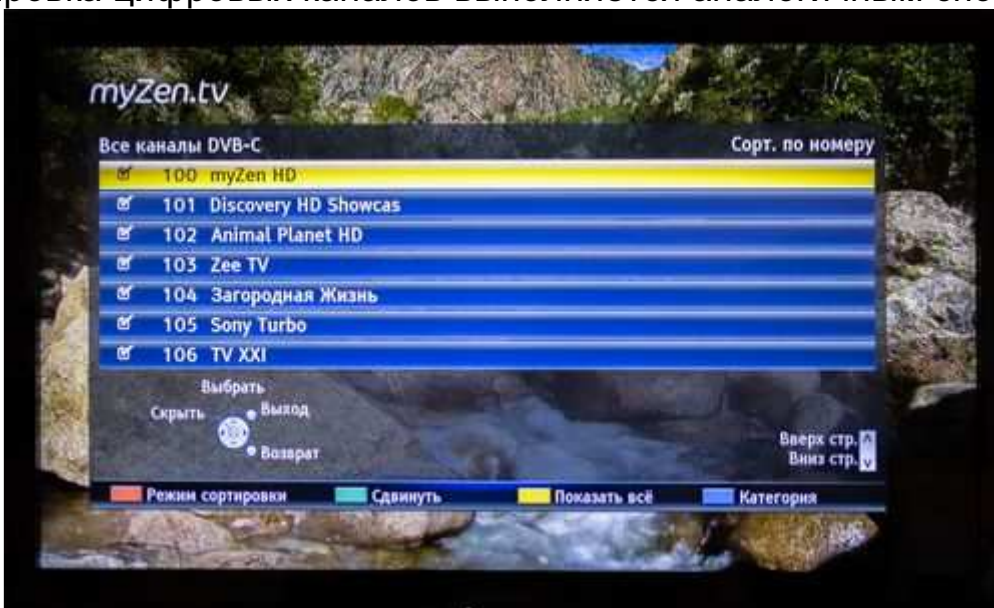 цифровых каналов
myZen.tv
Все каналы DVB-C Сорт. по номеру
100 myZen HD
101 Discovery HD Showcas
102 Animal Planet HD
103 Zee TV
104 Загородная Жизнь
105 Sony Turbo
106 TV XXI
Выбрать
Скрыть Выход
Возврат
Вверх стр.
Вниз стр.
Режим сортировки Сдвинуть Показать всё Категория